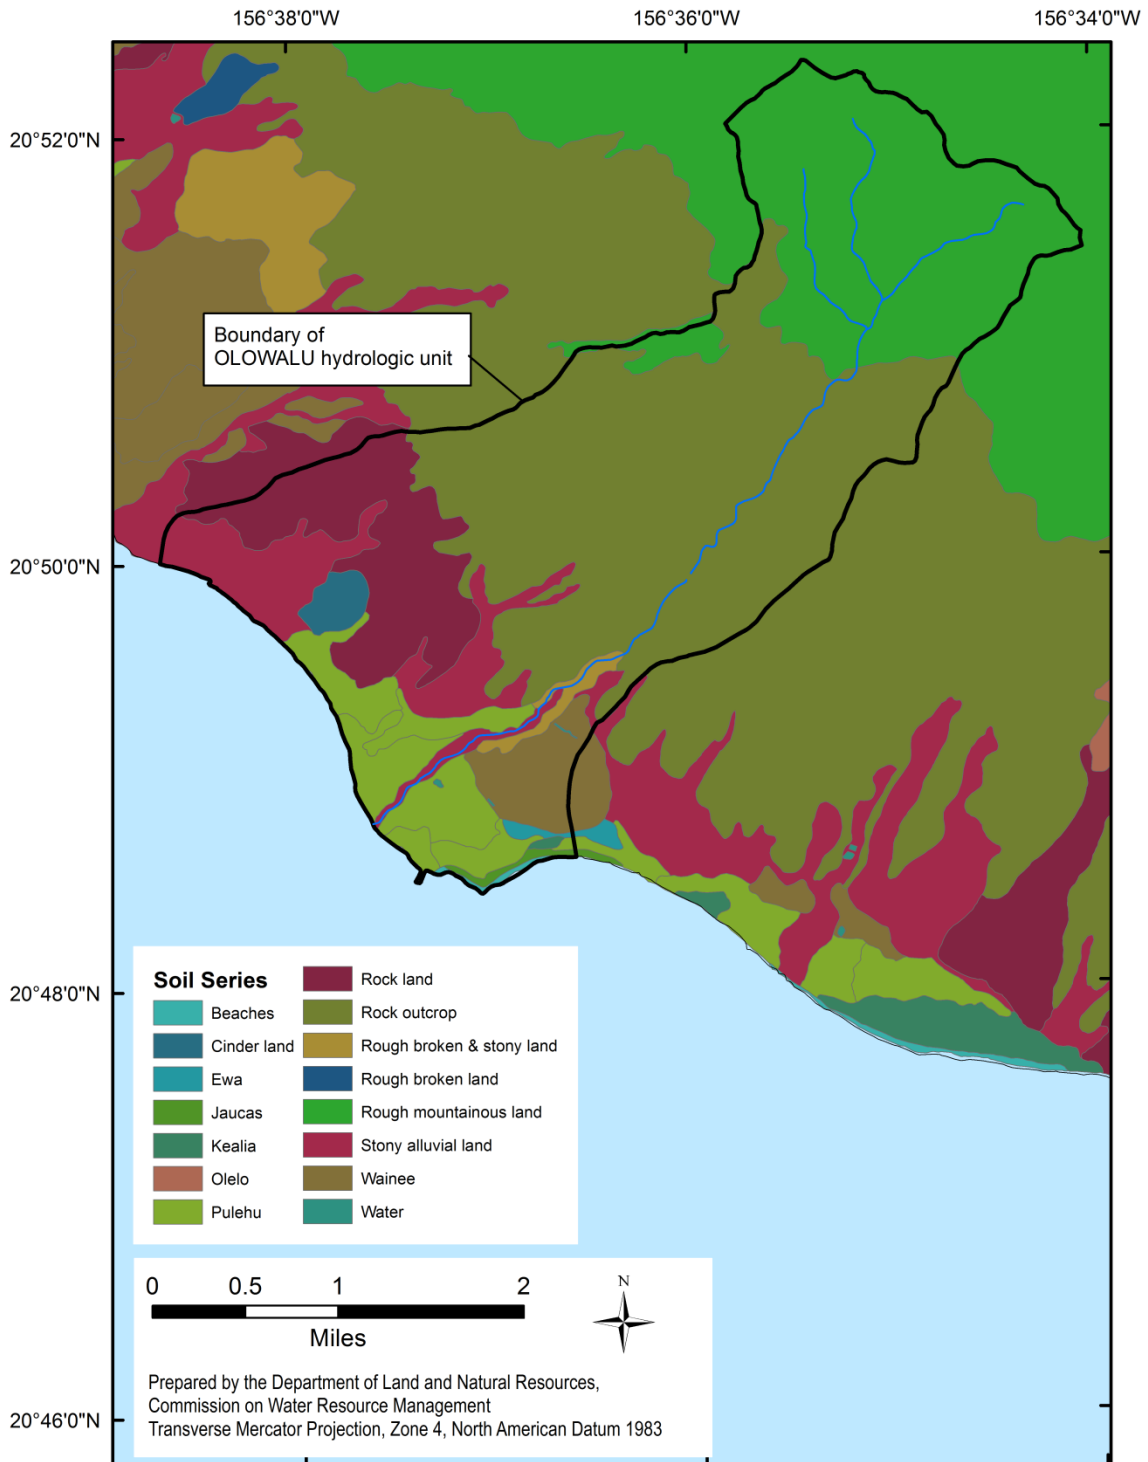 156°38'0"W
156°36'0"W
156°34'0"W
20°52'0"N
Boundary of
OLOWALU hydrologic unit
20°50'0"N
20°48'0"N
Soil Series
Beaches
Cinder land
Ewa
Jaucas
Kealia
Olelo
Pulehu
Rock land
Rock outcrop
Rough broken & stony land
Rough broken land
Rough mountainous land
Stony alluvial land
Wainee
Water
0 0.5 1 2
Miles
N
Prepared by the Department of Land and Natural Resources,
Commission on Water Resource Management
Transverse Mercator Projection, Zone 4, North American Datum 1983
20°46'0"N